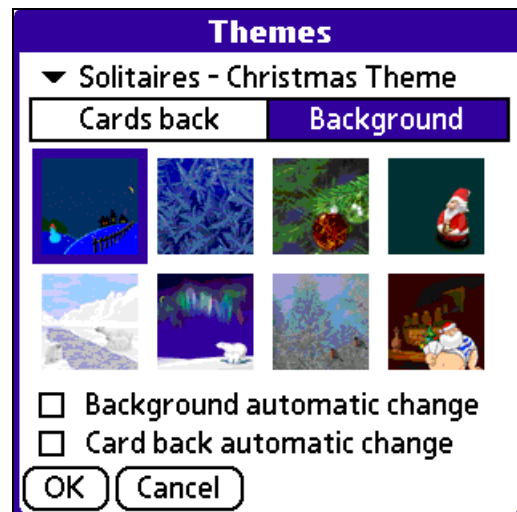 Themes
Solitaires - Christmas Theme
Cards back Background
Background automatic change
Card back automatic change
OK Cancel